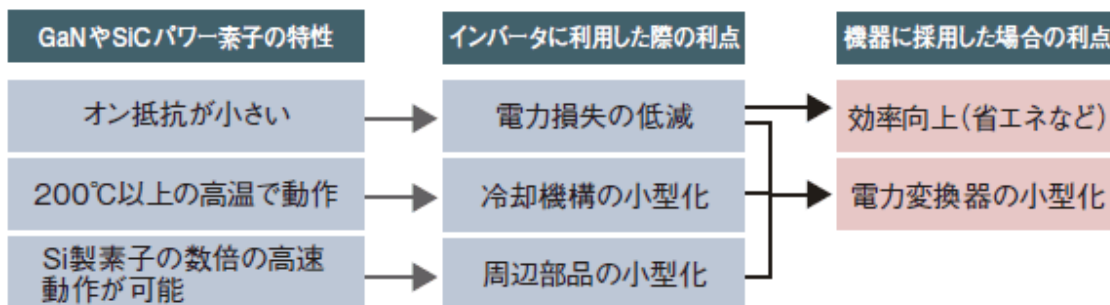 GaNやSiCパワー素子の特性
インバータに利用した際の利点
機器に採用した場合の利点
オン抵抗が小さい
電力損失の低減
効率向上(省エネなど)
200℃以上の高温で動作
冷却機構の小型化
電力変換器の小型化
Si製素子の数倍の高速
動作が可能
周辺部品の小型化